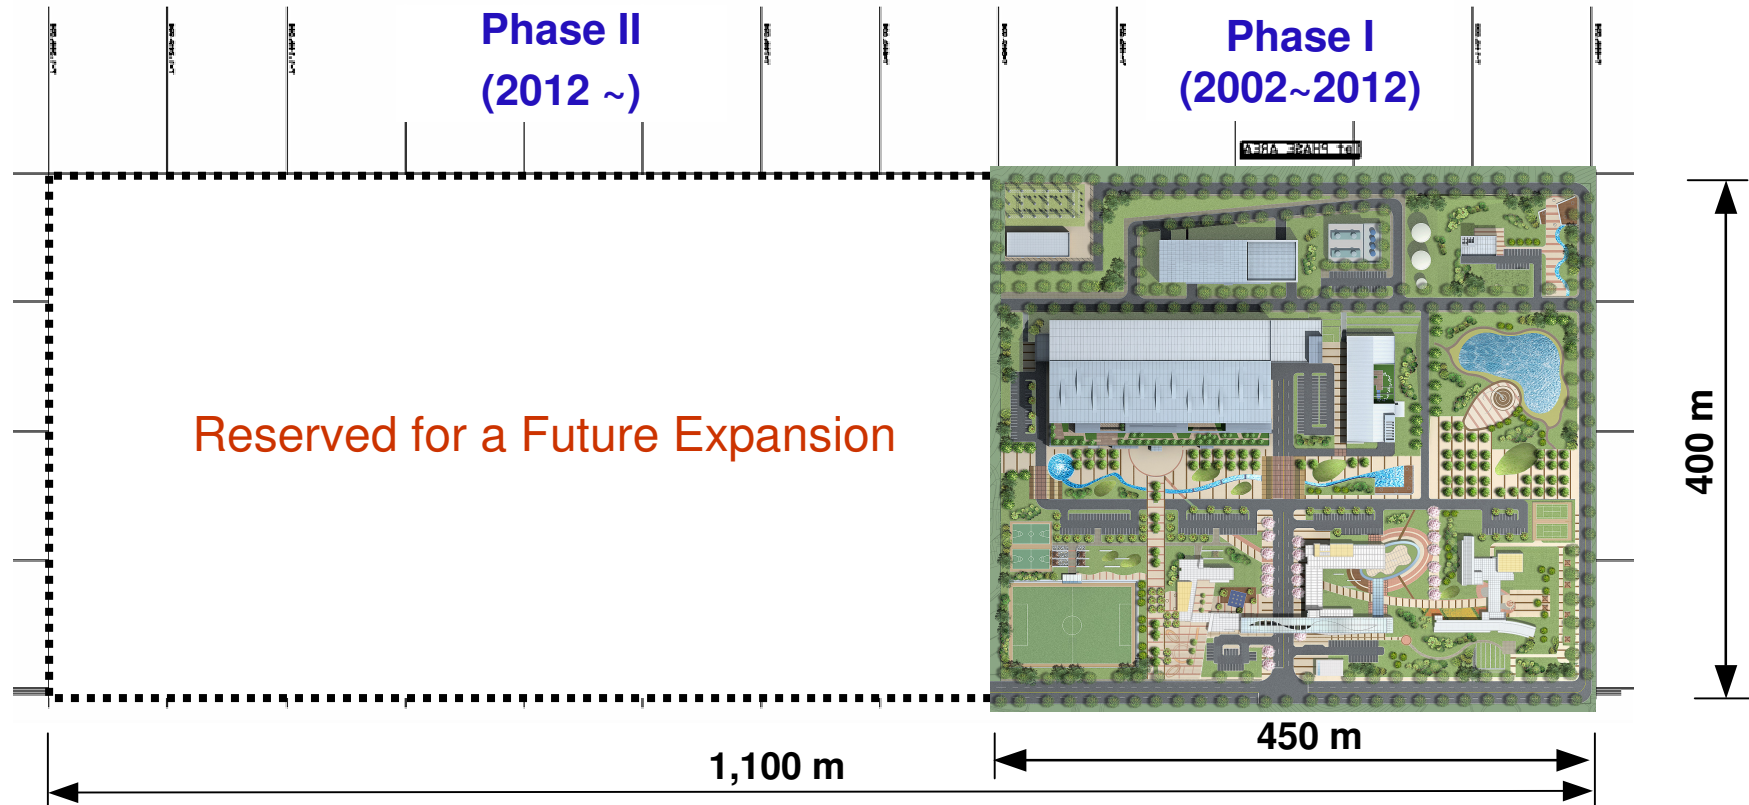 Phase II
(2012 ~)
Phase I
(2002~2012)
Reserved for a Future Expansion
400 m
450 m
1,100 m